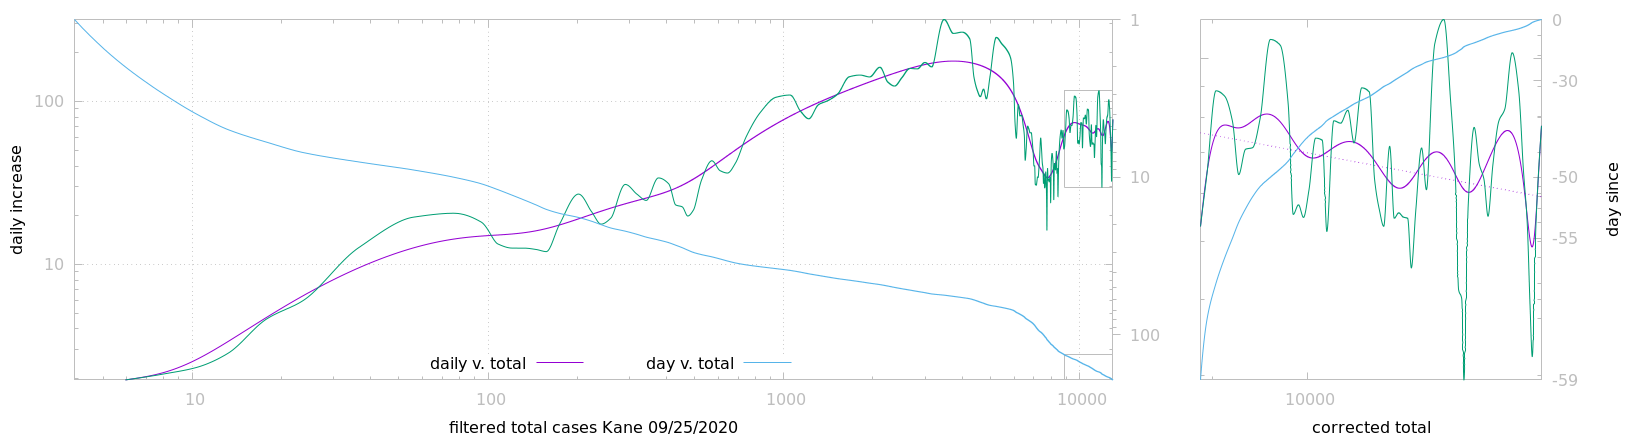 1
0
100
-30
daily increase
10
-50
day since
10
-55
100
daily v. total
day v. total
-59
10
100
1000
10000
10000
filtered total cases Kane 09/25/2020
corrected total